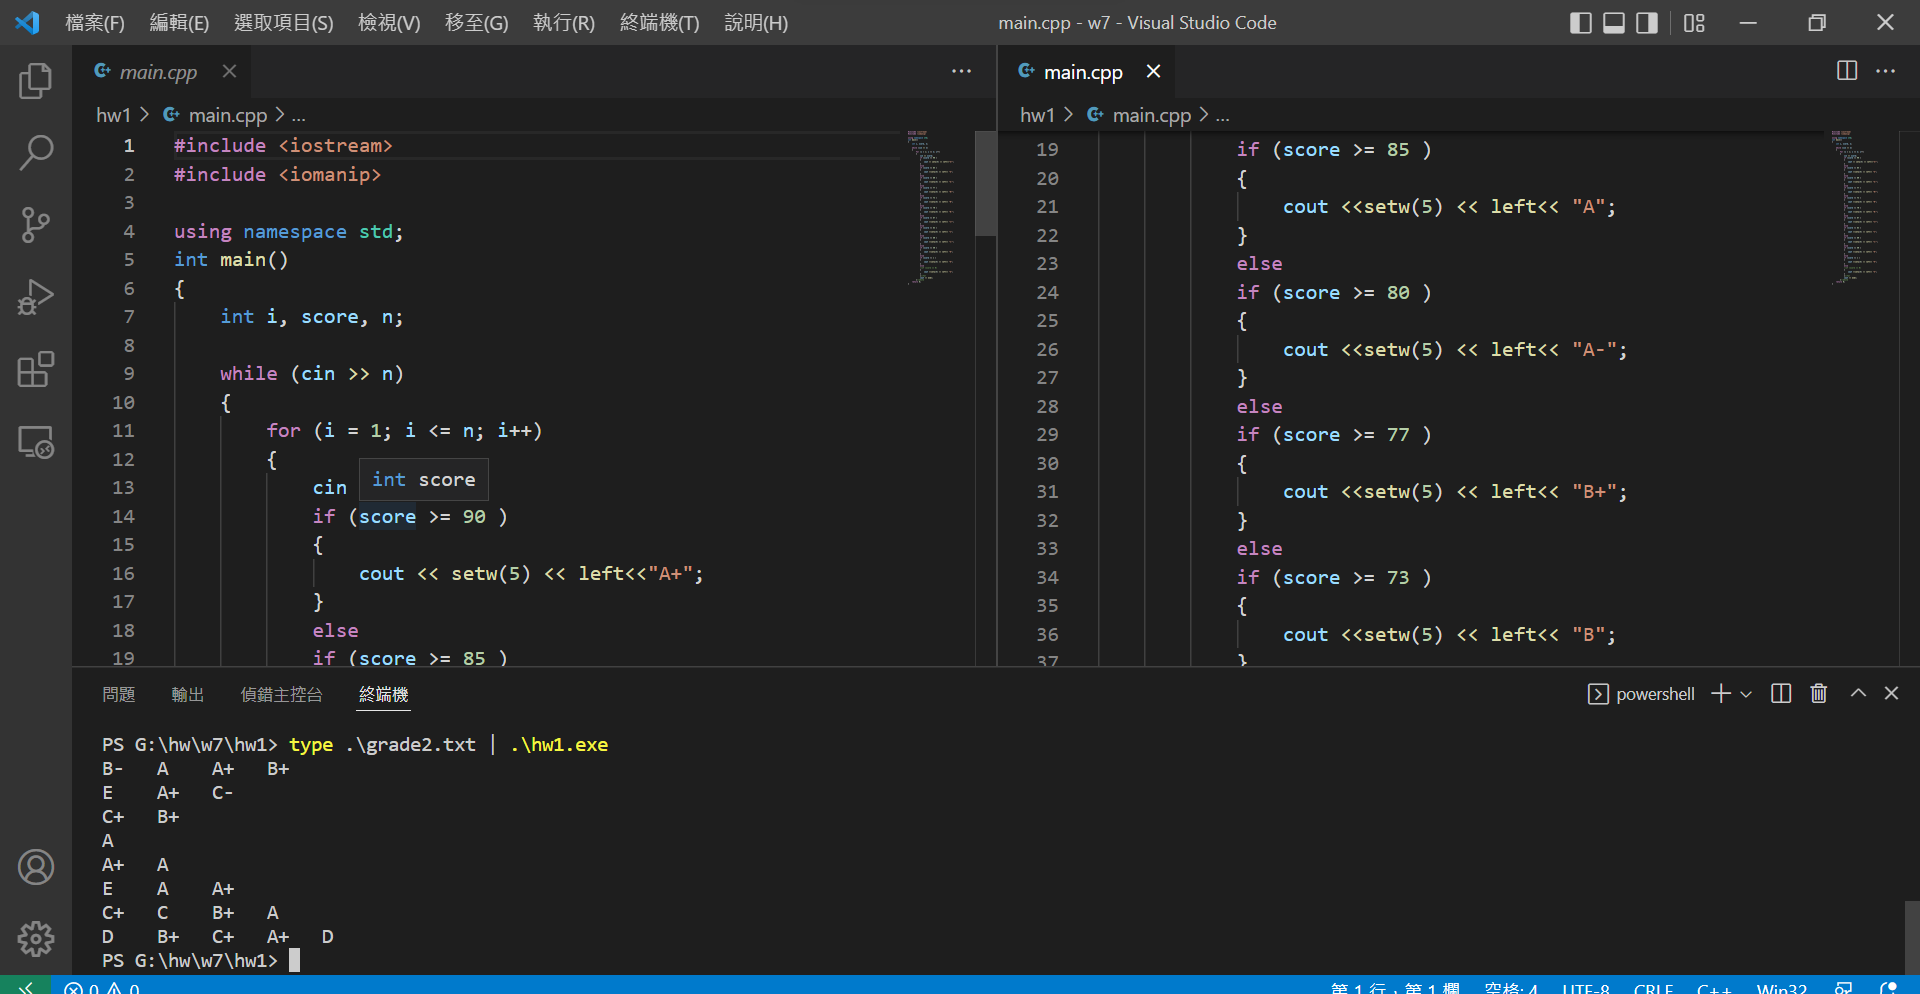 檔案(F) 編輯(E) 選取項目(S) 檢視(V) 移至(G) 執行(R) 終端機(T) 說明(H) main.cpp - w7 - Visual Studio Code
main.cpp
hw1 > main.cpp > ...
1 #include <iostream>
2 #include <iomanip>
3
4 using namespace std;
5 int main()
6 {
7 int i, score, n;
8
9 while (cin >> n)
10 {
11 for (i = 1; i <= n; i++)
12 {
int score
13 cin
14 if (score >= 90 )
15 {
16 cout << setw(5) << left<<"A+";
17 }
18 else
19 if (score >= 85 )
main.cpp
hw1 > main.cpp > ...
19 if (score >= 85 )
20 {
21 cout <<setw(5) << left<< "A";
22 }
23 else
24 if (score >= 80 )
25 {
26 cout <<setw(5) << left<< "A-";
27 }
28 else
29 if (score >= 77 )
30 {
31 cout <<setw(5) << left<< "B+";
32 }
33 else
34 if (score >= 73 )
35 {
36 cout <<setw(5) << left<< "B";
37 }
問題 輸出 偵錯主控台 終端機 powershell
PS G:\hw\w7\hw1> type .\grade2.txt | .\hw1.exe
B- A A+ B+
E A+ C-
C+ B+
A
A+ A
E A A+
C+ C B+ A
D B+ C+ A+ D
PS G:\hw\w7\hw1>
0 0 第 1 行，第 1 欄 空格: 4 UTF-8 CRLF C++ Win32